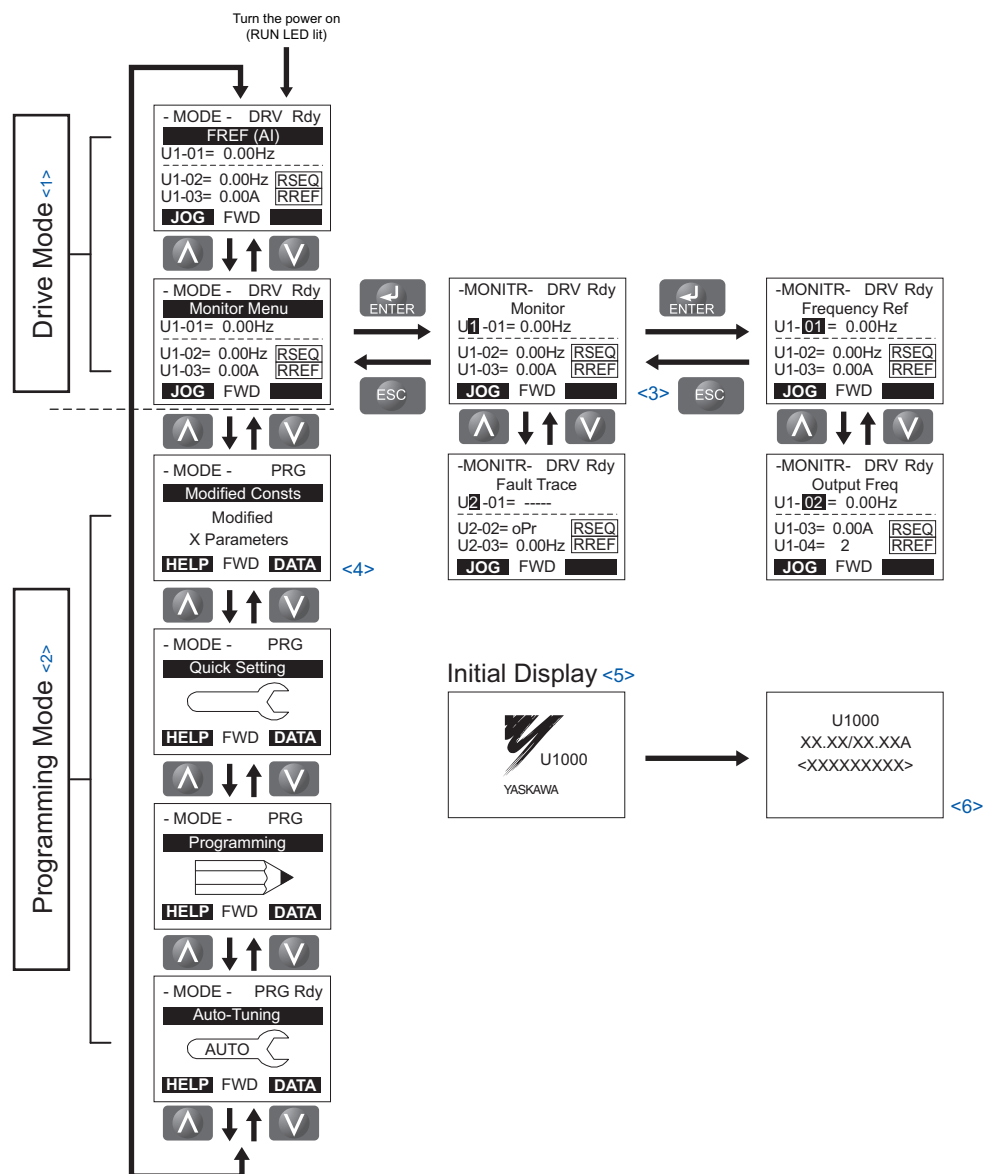 Turn the power on
(RUN LED lit)
Drive Mode <1>
- MODE - DRV Rdy
FREF (AI)
U1-01= 0.00Hz
U1-02= 0.00Hz RSEQ
U1-03= 0.00A RREF
JOG FWD
- MODE - DRV Rdy
Monitor Menu
U1-01= 0.00Hz
U1-02= 0.00Hz RSEQ
U1-03= 0.00A RREF
JOG FWD
ENTER
ESC
-MONITR- DRV Rdy
Monitor
U1 -01= 0.00Hz
U1-02= 0.00Hz RSEQ
U1-03= 0.00A RREF
JOG FWD
ENTER
<3> ESC
-MONITR- DRV Rdy
Frequency Ref
U1- 01 = 0.00Hz
U1-02= 0.00Hz RSEQ
U1-03= 0.00A RREF
JOG FWD
-MONITR- DRV Rdy
Fault Trace
U2 -01= -----
U2-02= oPr RSEQ
U2-03= 0.00Hz RREF
JOG FWD
-MONITR- DRV Rdy
Output Freq
U1- 02 = 0.00Hz
U1-03= 0.00A RSEQ
U1-04= 2 RREF
JOG FWD
Programming Mode <2>
- MODE - PRG
Modified Consts
Modified
X Parameters
HELP FWD DATA
<4>
- MODE - PRG
Quick Setting
HELP FWD DATA
- MODE - PRG
Programming
HELP FWD DATA
- MODE - PRG Rdy
Auto-Tuning
AUTO
HELP FWD DATA
Initial Display <5>
U1000
YASKAWA
U1000
XX.XX/XX.XXA
<XXXXXXXXX>
<6>